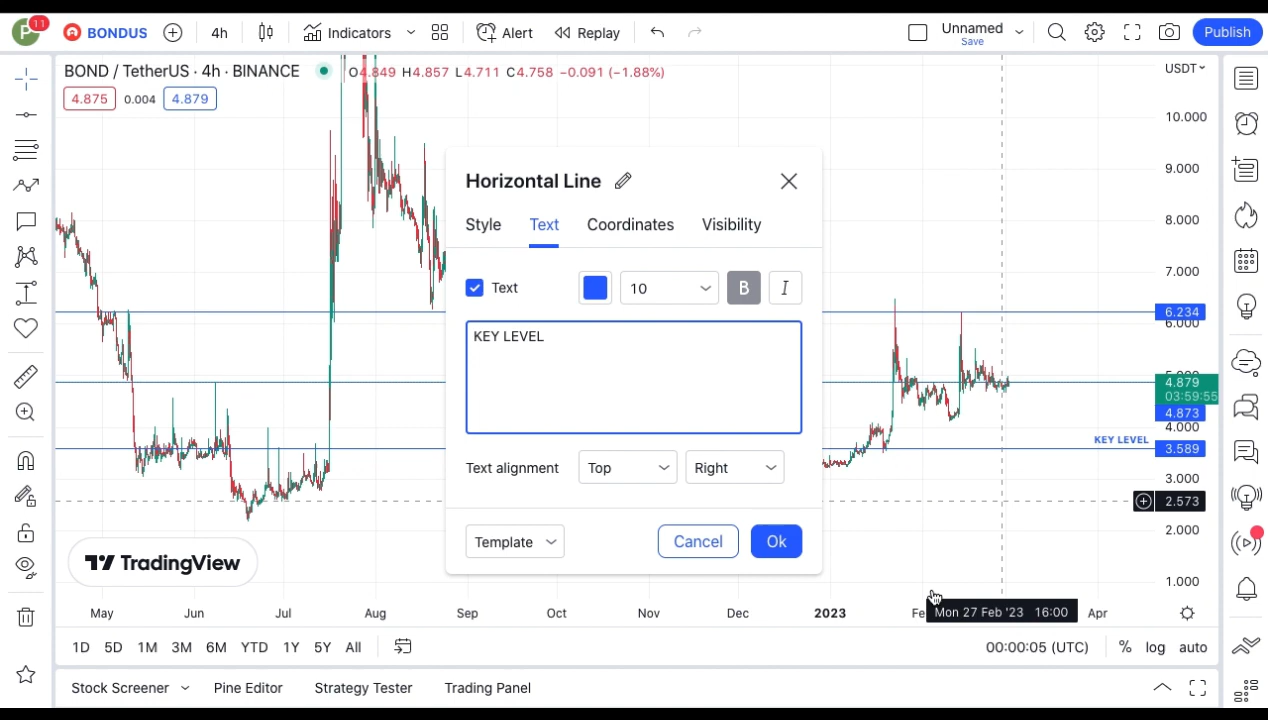 P 11 BONDUS 4h Indicators Alert Replay Unnamed Save Publish
BOND / TetherUS · 4h · BINANCE O4.849 H4.857 L4.711 C4.758 −0.091 (−1.88%) USDT
4.875 0.004 4.879
10.000
9.000
8.000
7.000
6.234
6.000
5.000
4.879
03:59:55
4.873
4.000
KEY LEVEL 3.589
3.000
2.573
2.000
1.000
Horizontal Line
Style Text Coordinates Visibility
Text 10 B I
KEY LEVEL
Text alignment Top Right
Template Cancel Ok
TradingView
May Jun Jul Aug Sep Oct Nov Dec 2023 Fe Mon 27 Feb '23 16:00 Apr
1D 5D 1M 3M 6M YTD 1Y 5Y All 00:00:05 (UTC) % log auto
Stock Screener Pine Editor Strategy Tester Trading Panel